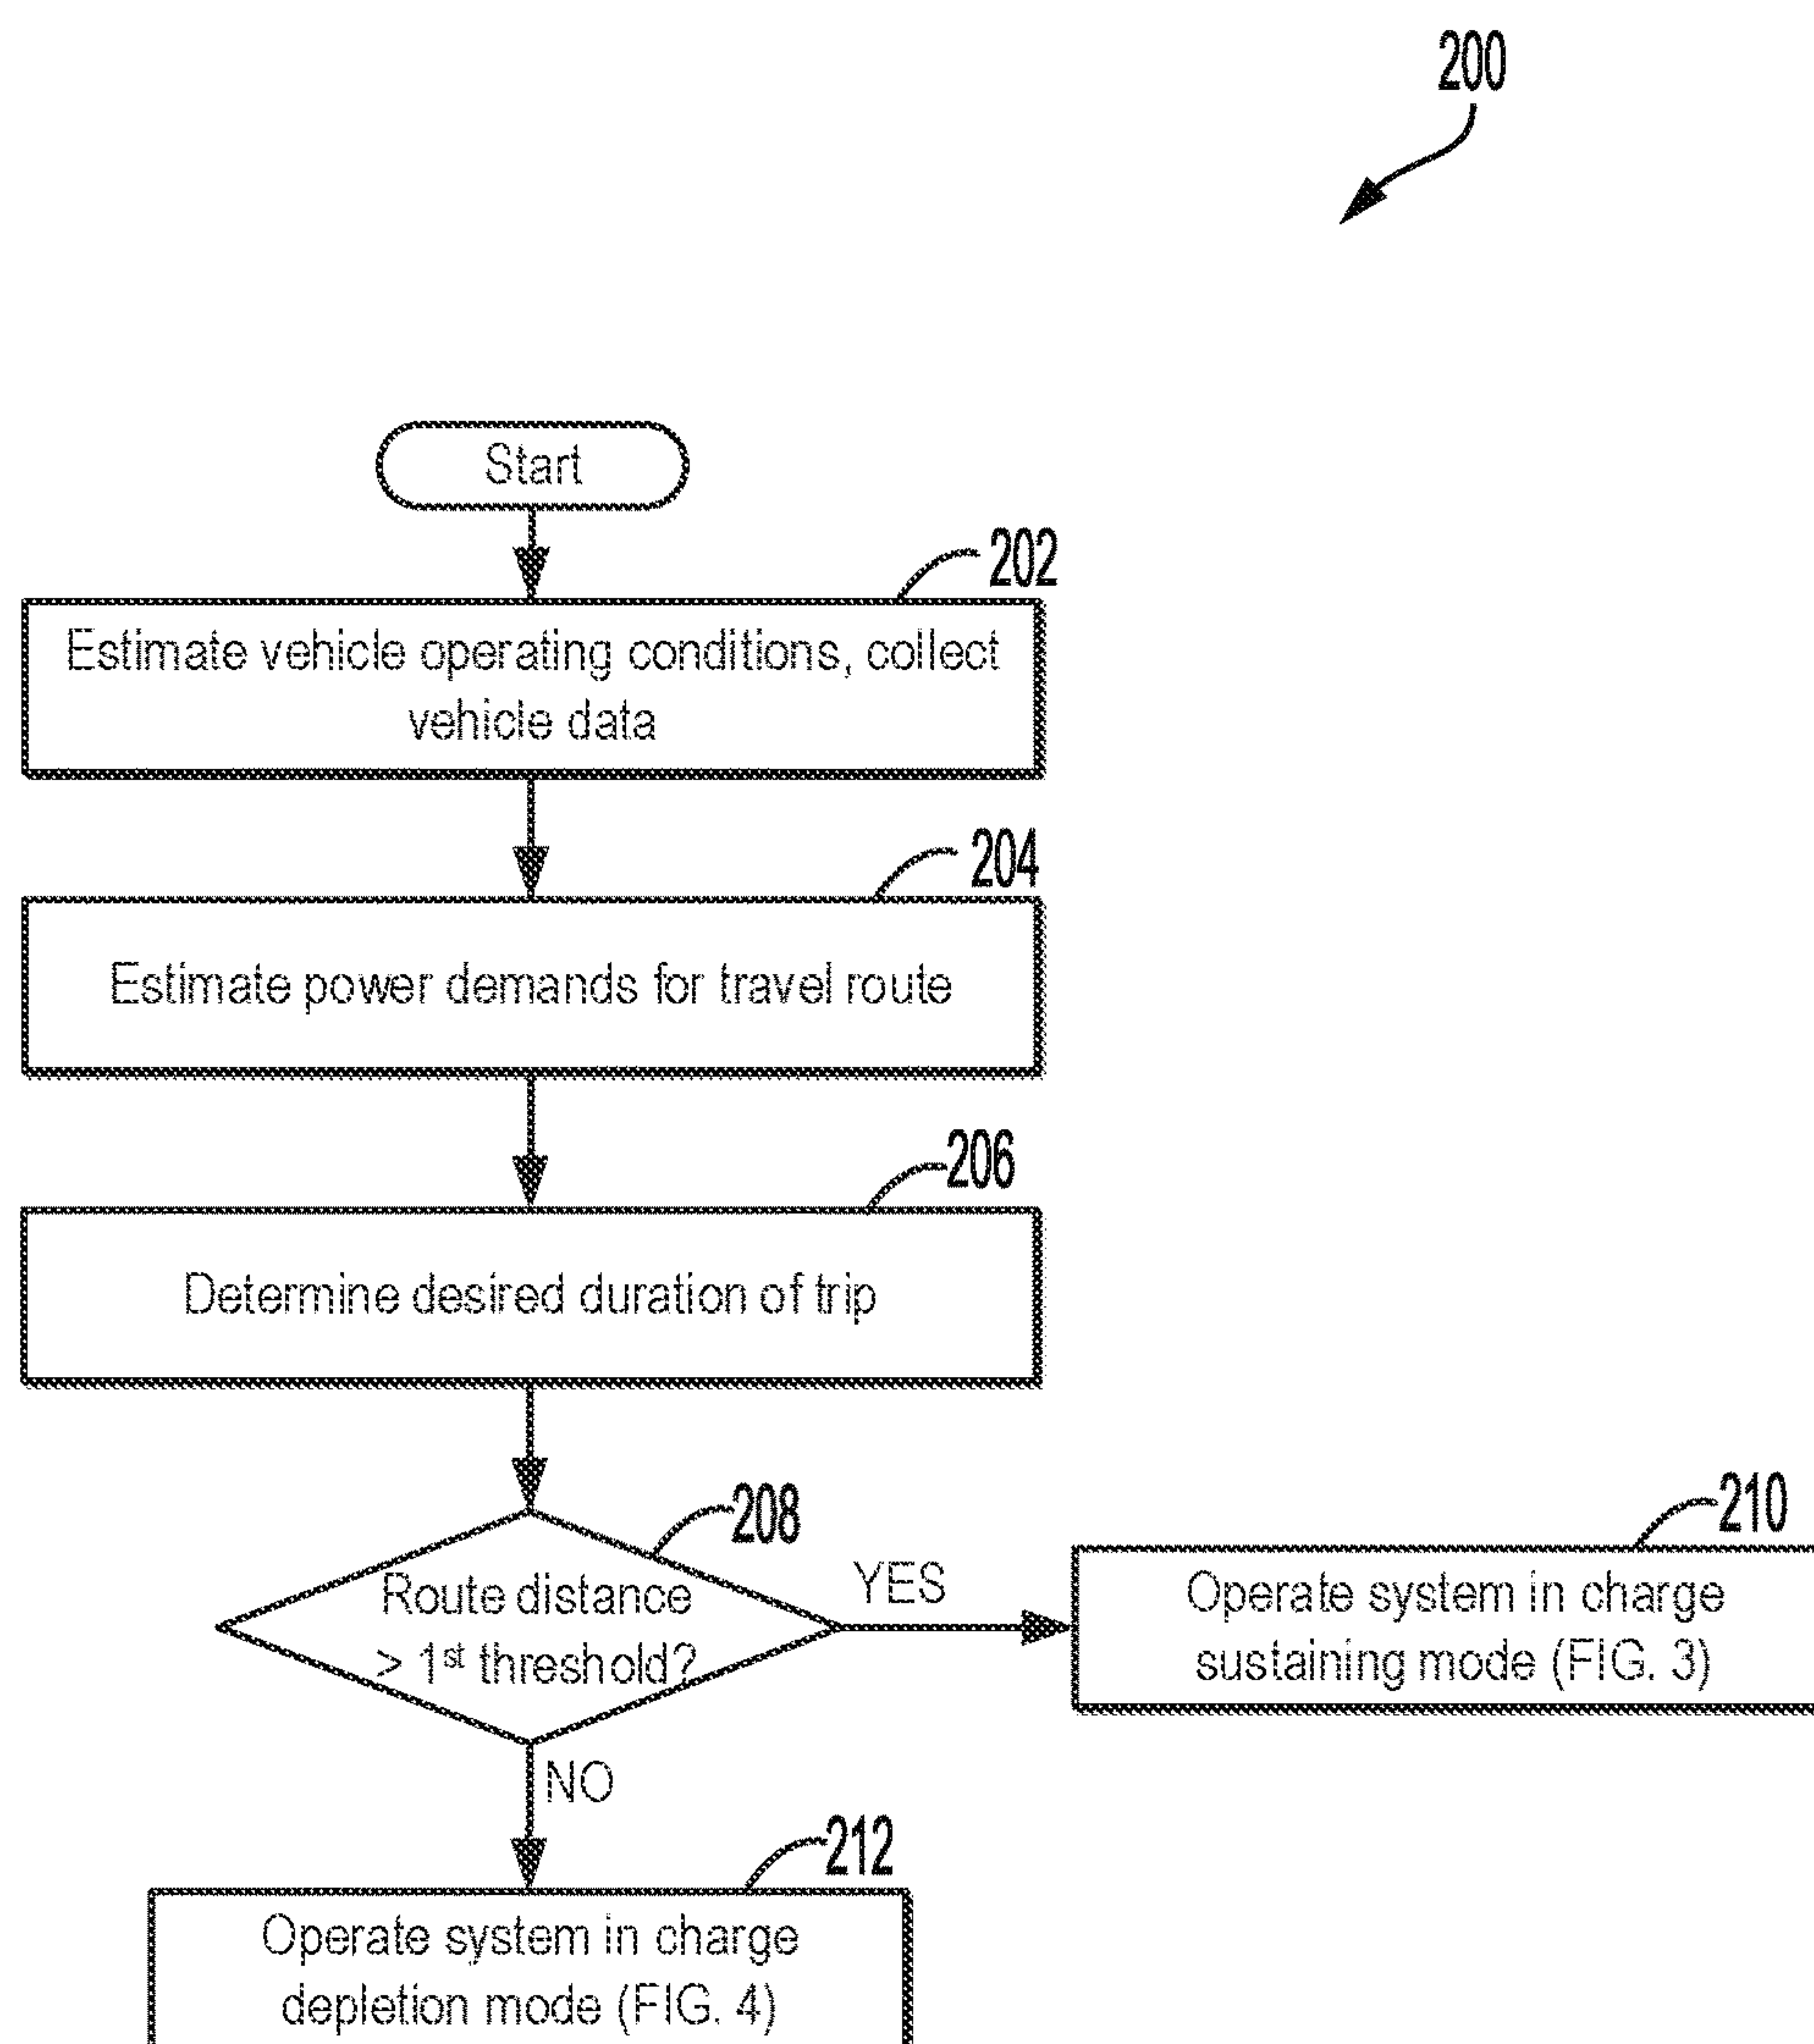 200
Start
202
Estimate vehicle operating conditions, collect
vehicle data
204
Estimate power demands for travel route
206
Determine desired duration of trip
208
Route distance
> 1st threshold?
YES
210
Operate system in charge
sustaining mode (FIG. 3)
NO
212
Operate system in charge
depletion mode (FIG. 4)